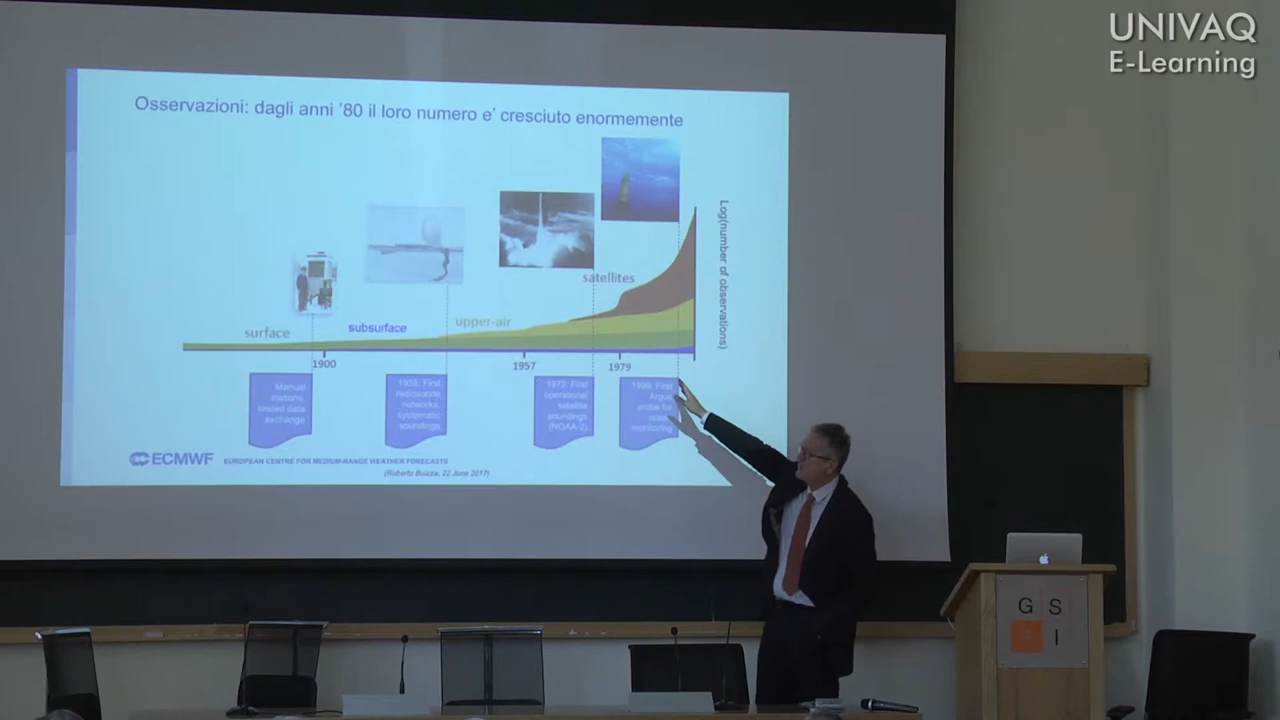 UNIVAQ
E-Learning
Osservazioni: dagli anni '80 il loro numero e' cresciuto enormemente
Log(number of observations)
satellites
upper-air
subsurface
surface
1900
1957
1979
Manual
stations,
limited data
exchange
1938: First
radiosonde
networks,
systematic
soundings
1973: First
operational
satellite
soundings
(NOAA-2)
1999: First
Argus
probe for
monitoring
ECMWF
EUROPEAN CENTRE FOR MEDIUM-RANGE WEATHER FORECASTS
(Roberto Buizza, 22 June 2017)
G S
S I